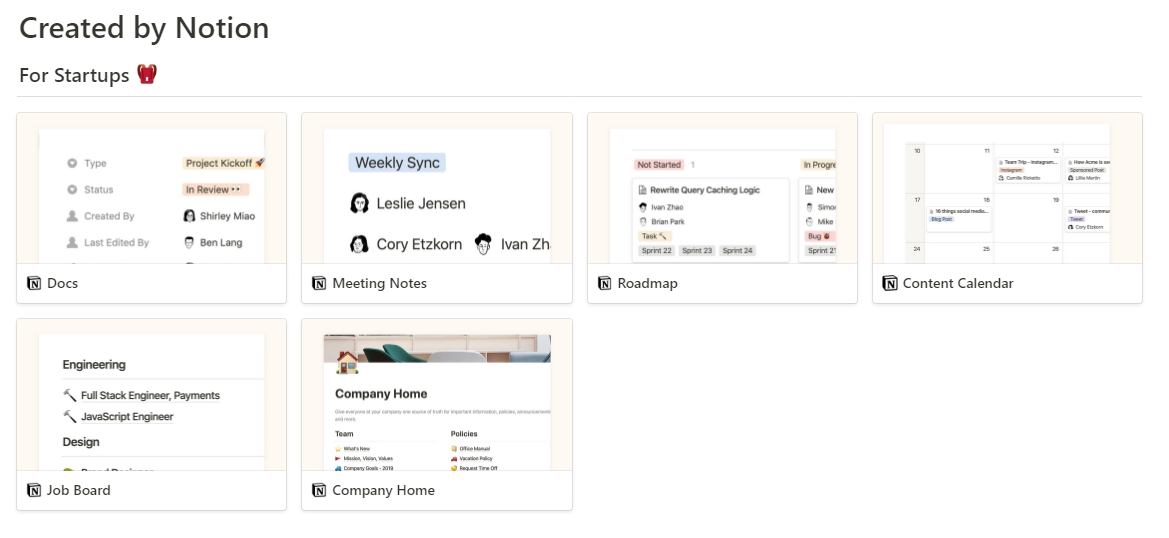 Created by Notion
For Startups
Type
Project Kickoff
Status
In Review
Created By
Shirley Miao
Last Edited By
Ben Lang
Docs
Weekly Sync
Leslie Jensen
Cory Etzkorn
Ivan Zh
Meeting Notes
Not Started 1
In Progre
Rewrite Query Caching Logic
Ivan Zhao
Brian Park
Task
Sprint 22 Sprint 23 Sprint 24
New
Simo
Mike
Bug
Sprint 21
Roadmap
10 11 12
Team Trip - Instagram...
Instagram
Camille Ricketts
How Acme is
Sponsored Post
Lillie Martin
17 18 19
16 things social media...
Blog Post
Tweet - commu
Tweet
Cory Etzkorn
24 25 26
Content Calendar
Engineering
Full Stack Engineer, Payments
JavaScript Engineer
Design
Job Board
Company Home
Give everyone at your company one source of truth for important information, policies, announcements
and more.
Team
What's New
Mission, Vision, Values
Company Goals - 2019
Policies
Office Manual
Vacation Policy
Request Time Off
Company Home